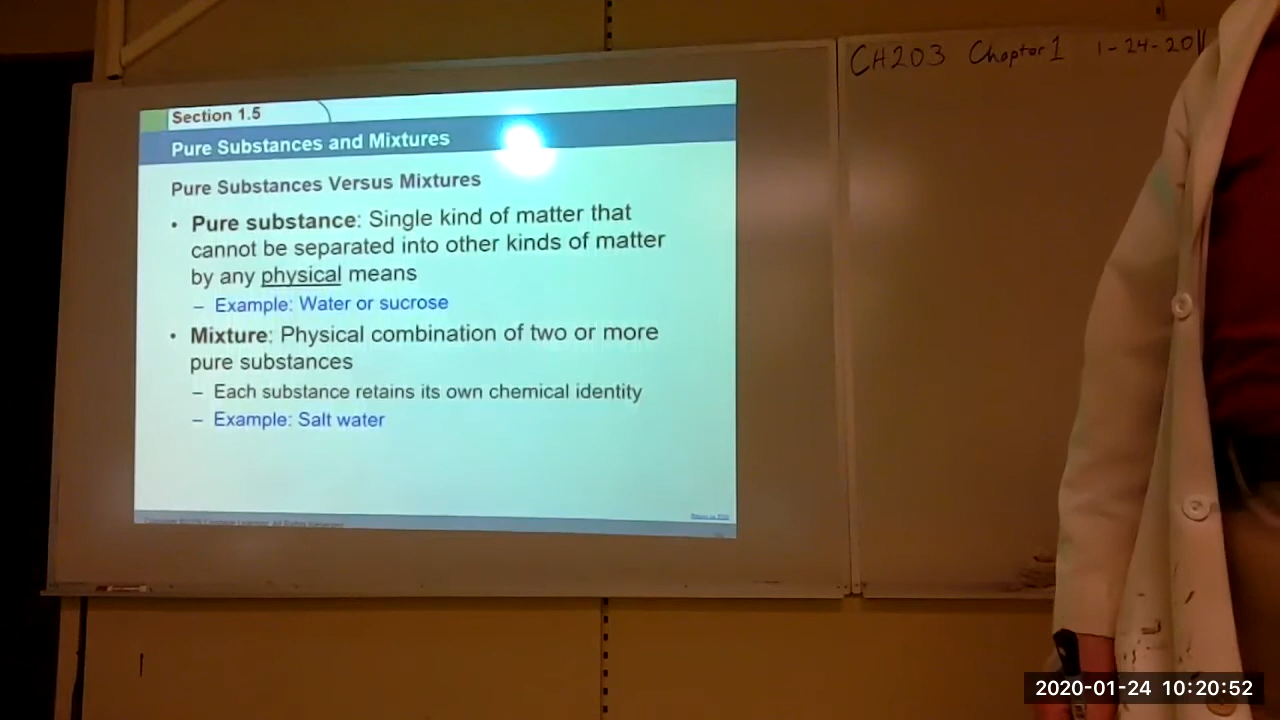 CH203 Chapter 1 1-24-20
Section 1.5
Pure Substances and Mixtures
Pure Substances Versus Mixtures
• Pure substance: Single kind of matter that
cannot be separated into other kinds of matter
by any physical means
– Example: Water or sucrose
• Mixture: Physical combination of two or more
pure substances
– Each substance retains its own chemical identity
– Example: Salt water
2020-01-24 10:20:52